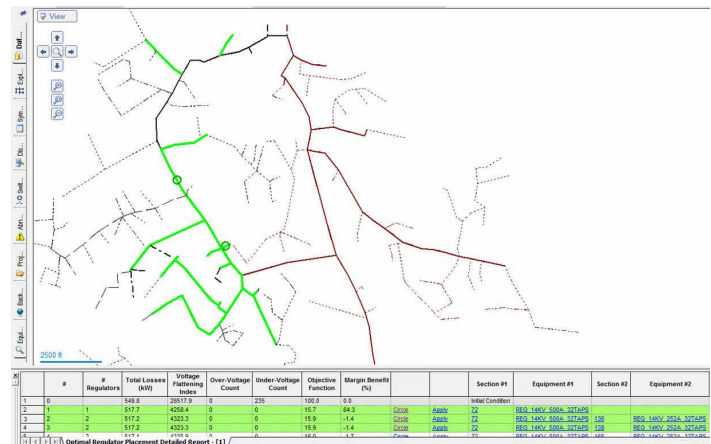 View
Dat...
Eqpt...
Sym...
Dis...
Swit...
Abn...
Proj...
Back...
Equi...
2500 ft
# # Regulators Total Losses (kW) Voltage Flattening Index Over-Voltage Count Under-Voltage Count Objective Function Margin Benefit (%) Section #1 Equipment #1 Section #2 Equipment #2
1 0 549.8 28517.9 0 235 100.0 0.0 Initial Condition
2 1 1 517.7 4258.4 0 0 15.7 84.3 Circle Apply 72 REG_14KV_500A_32TAPS
3 2 2 517.2 4323.3 0 0 15.9 -1.4 Circle Apply 72 REG_14KV_500A_32TAPS 136 REG_14KV_252A_32TAPS
4 3 2 517.2 4323.3 0 0 15.9 -1.4 Circle Apply 72 REG_14KV_500A_32TAPS 138 REG_14KV_252A_32TAPS
Optimal Regulator Placement Detailed Report - [1]